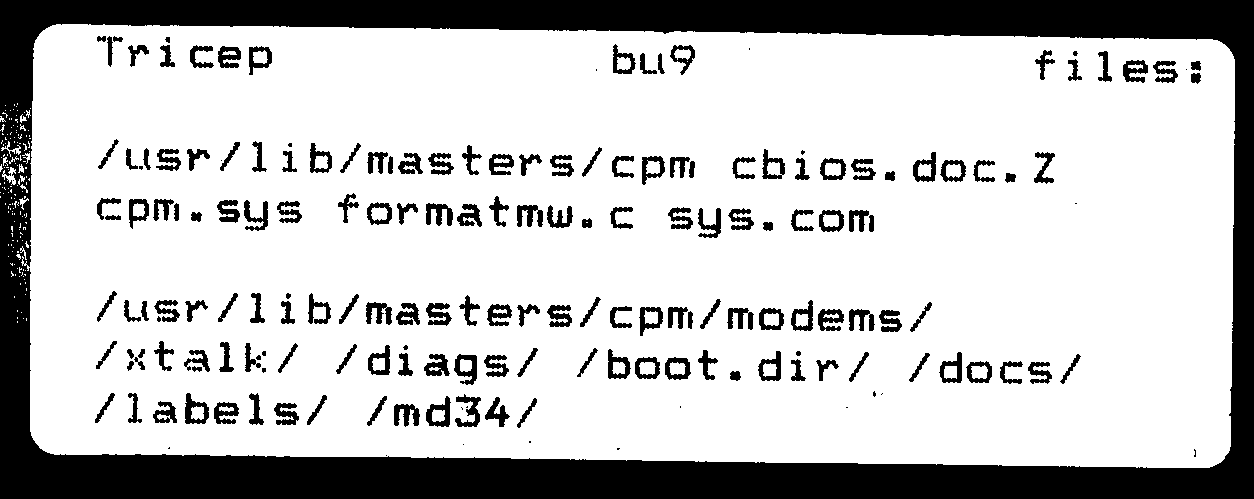 Tricep bu9 files:
/usr/lib/masters/cpm cbios.doc.Z
cpm.sys formatmw.c sys.com
/usr/lib/masters/cpm/modems/
/xtalk/ /diags/ /boot.dir/ /docs/
/labels/ /md34/